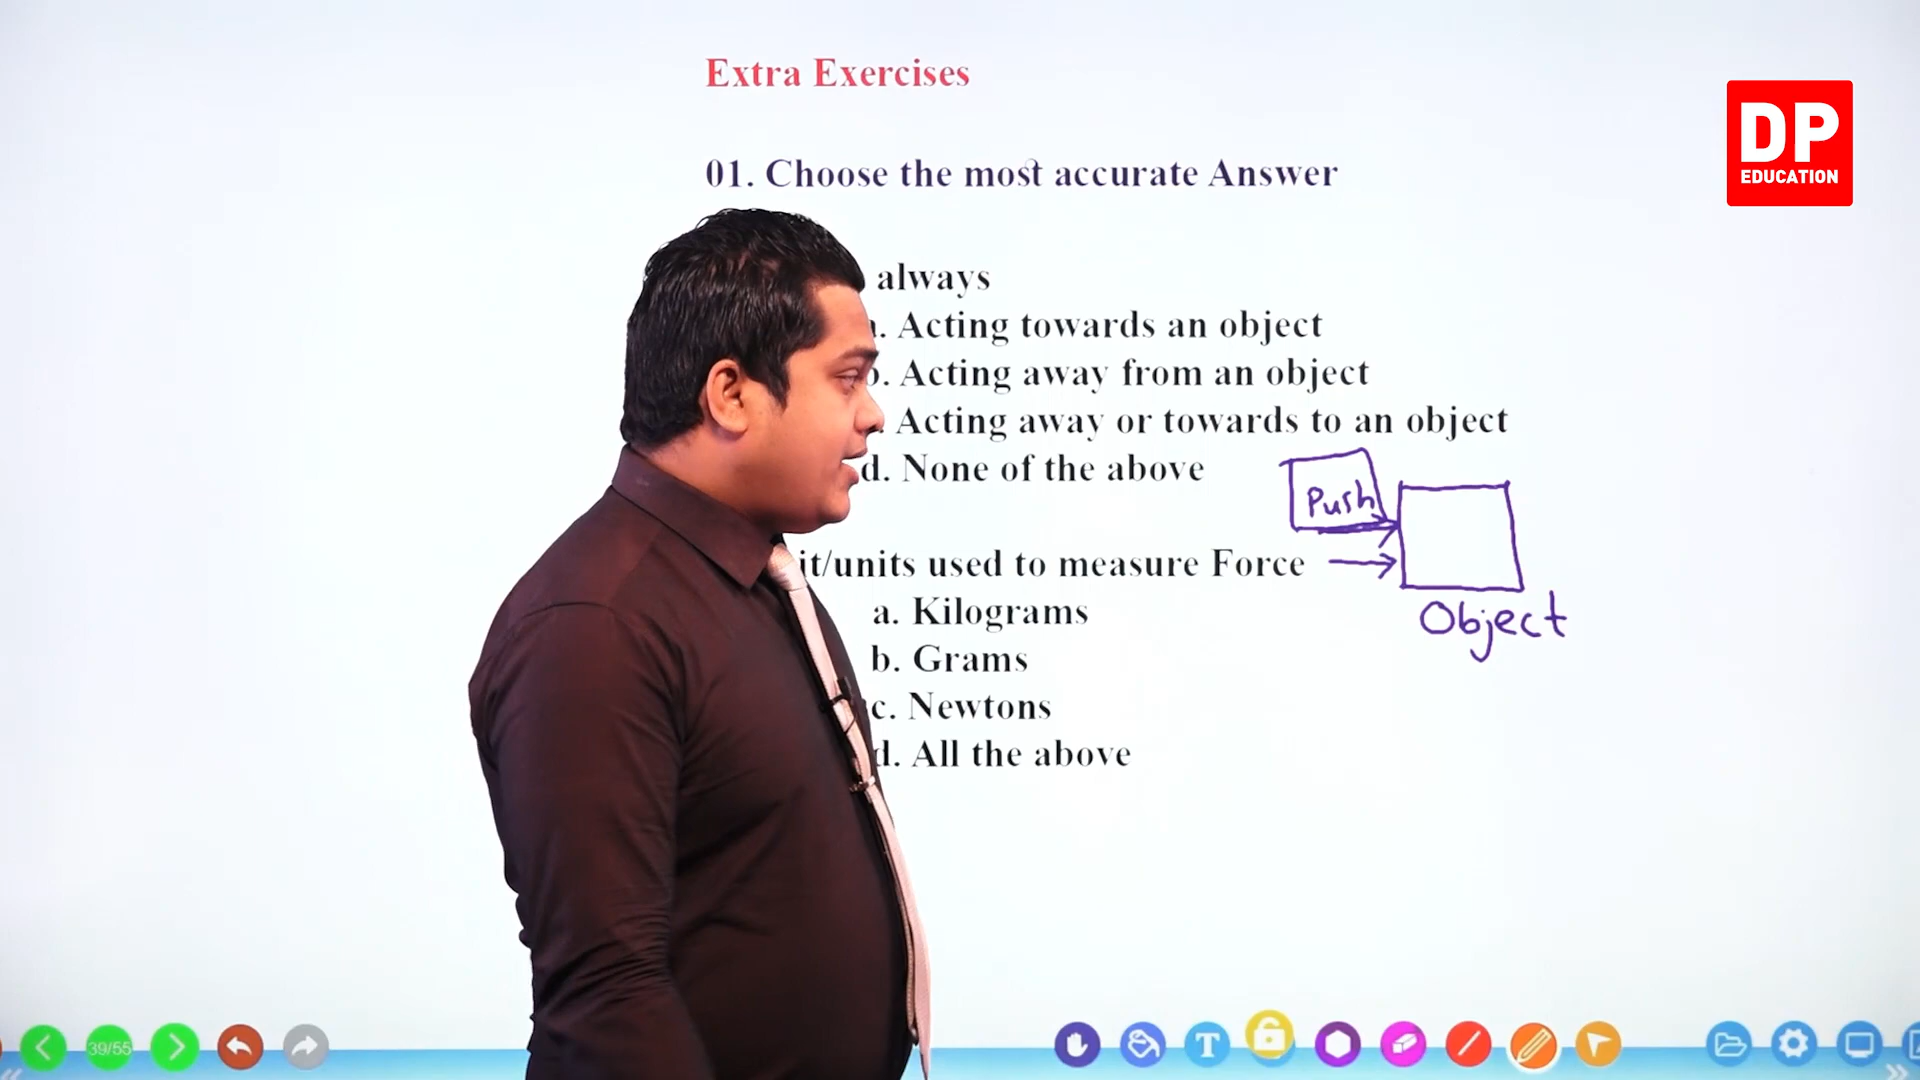 Extra Exercises
DP
EDUCATION
01. Choose the most accurate Answer
always
. Acting towards an object
. Acting away from an object
. Acting away or towards to an object
d. None of the above
Push
it/units used to measure Force
a. Kilograms
Object
b. Grams
c. Newtons
d. All the above
39/55
T